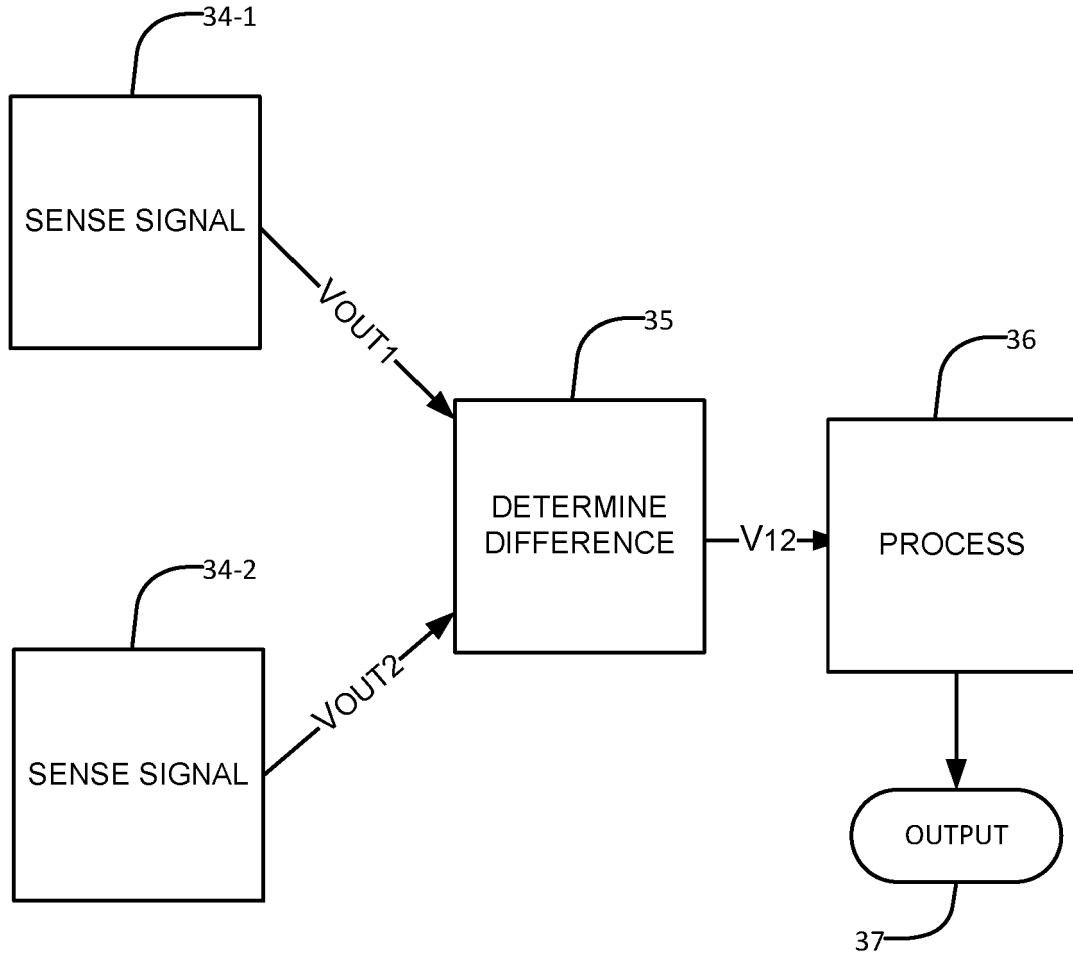 34-1
SENSE SIGNAL
VOUT1
35
36
DETERMINE
DIFFERENCE
V12
PROCESS
34-2
SENSE SIGNAL
VOUT2
OUTPUT
37